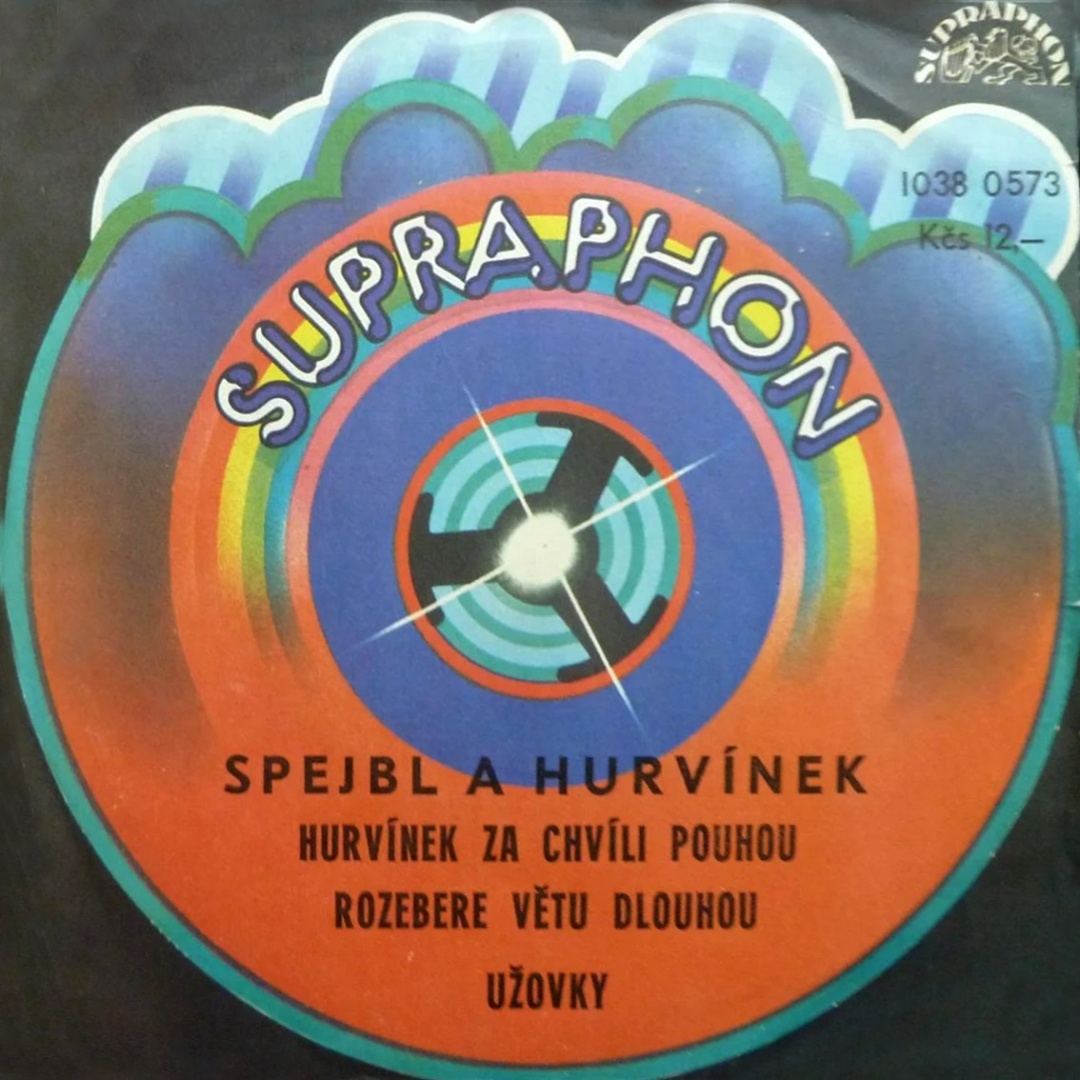 SUPRAPHON
1038 0573
Kčs 12,—
SUPRAPHON
SPEJBL A HURVÍNEK
HURVÍNEK ZA CHVÍLI POUHOU
ROZEBERE VĚTU DLOUHOU
UŽOVKY